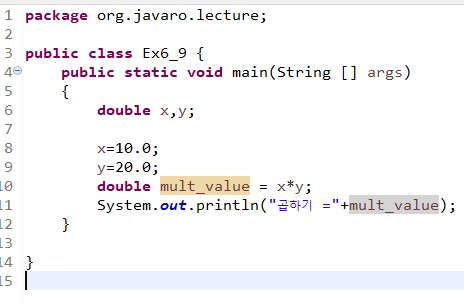 1 package org.javaro.lecture;
2
3 public class Ex6_9 {
4 public static void main(String [] args)
5 {
6 double x,y;
7
8 x=10.0;
9 y=20.0;
10 double mult_value = x*y;
11 System.out.println("곱하기 ="+mult_value);
12 }
13
14 }
15